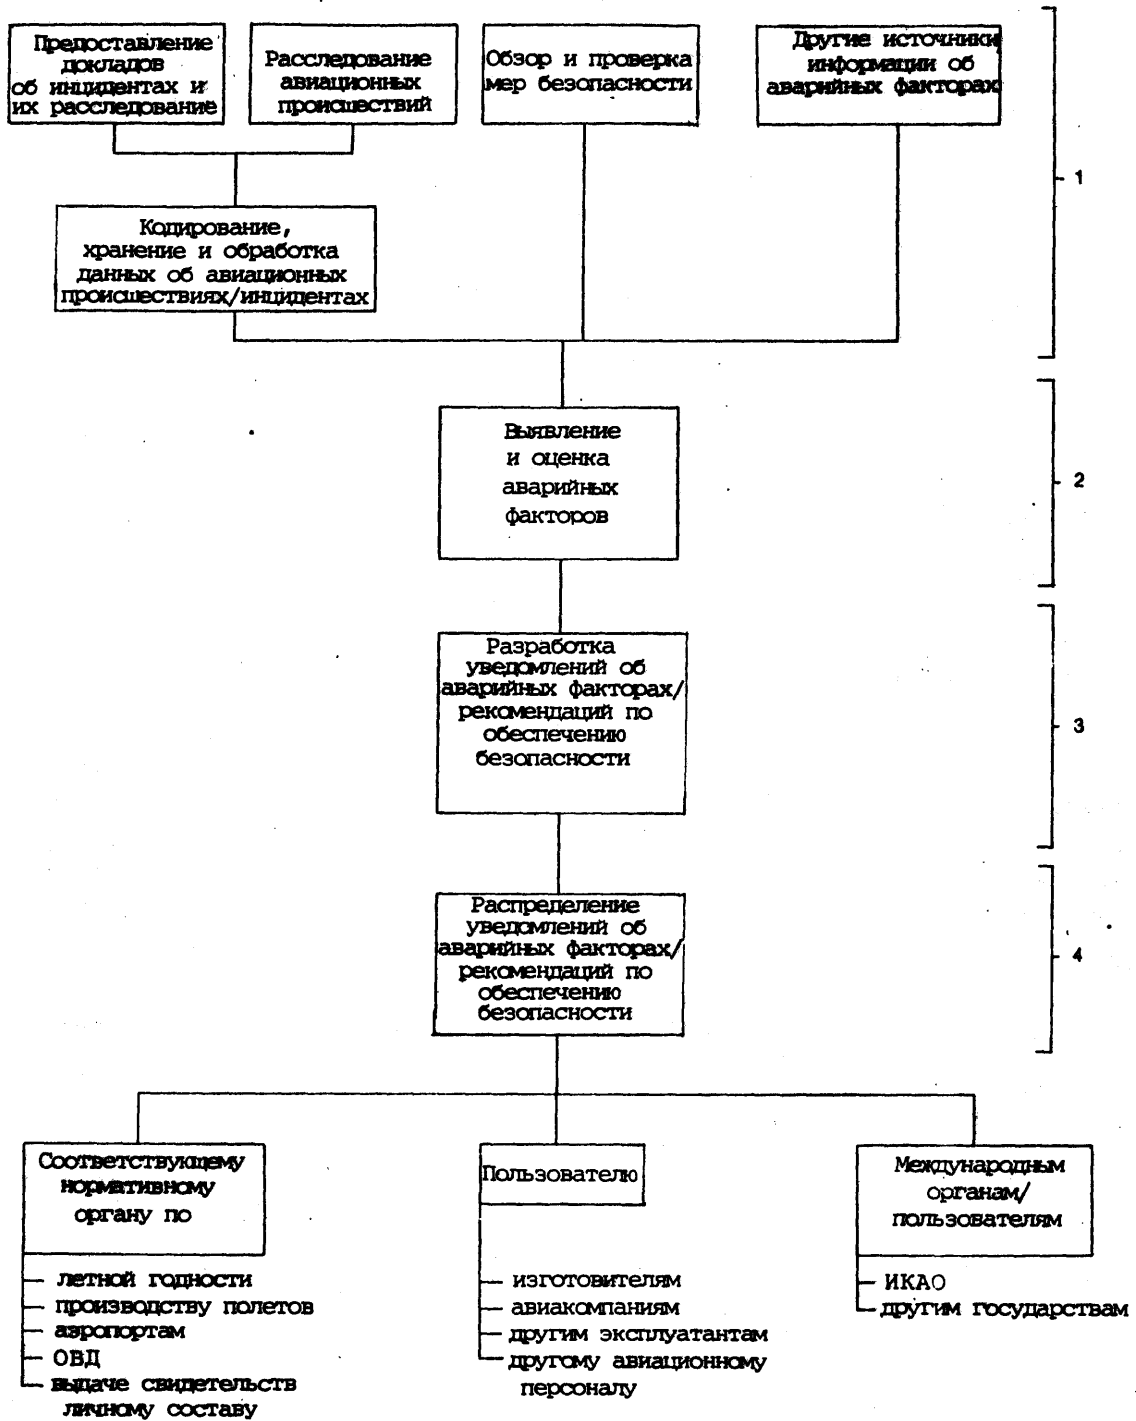 Предоставление
докладов
об инцидентах и
их расследование
Расследование
авиационных
происшествий
Обзор и проверка
мер безопасности
Другие источники
информации об
аварийных факторах
1
Кодирование,
хранение и обработка
данных об авиационных
происшествиях/инцидентах
Выявление
и оценка
аварийных
факторов
2
Разработка
уведомлений об
аварийных факторах/
рекомендаций по
обеспечению
безопасности
3
Распределение
уведомлений об
аварийных факторах/
рекомендаций по
обеспечению
безопасности
4
Соответствующему
нормативному
органу по
летной годности
производству полетов
аэропортам
ОВД
выдаче свидетельств
личному составу
Пользователю
изготовителям
авиакомпаниям
другим эксплуатантам
другому авиационному
персоналу
Международным
органам/
пользователям
ИКАО
другим государствам